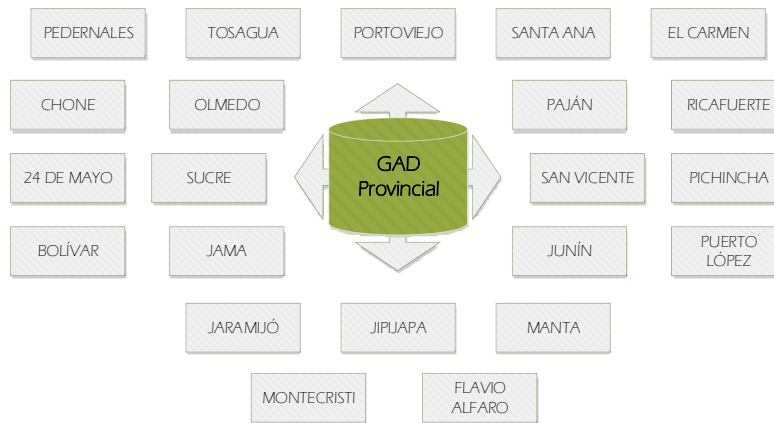 PEDERNALES
TOSAGUA
PORTOVIEJO
SANTA ANA
EL CARMEN
CHONE
OLMEDO
PAJÁN
RICAFUERTE
GAD
Provincial
24 DE MAYO
SUCRE
SAN VICENTE
PICHINCHA
BOLÍVAR
JAMA
JUNÍN
PUERTO
LÓPEZ
JARAMIJÓ
JIPIJAPA
MANTA
MONTECRISTI
FLAVIO
ALFARO